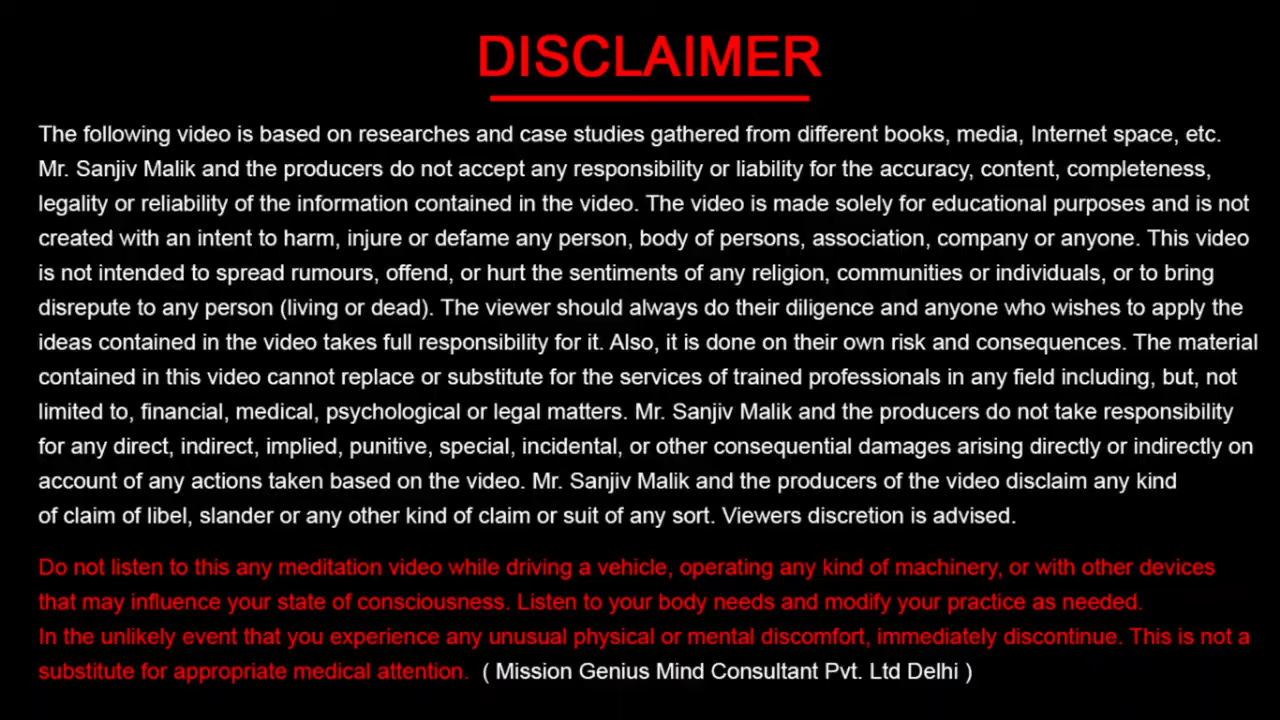 DISCLAIMER
The following video is based on researches and case studies gathered from different books, media, Internet space, etc.
Mr. Sanjiv Malik and the producers do not accept any responsibility or liability for the accuracy, content, completeness,
legality or reliability of the information contained in the video. The video is made solely for educational purposes and is not
created with an intent to harm, injure or defame any person, body of persons, association, company or anyone. This video
is not intended to spread rumours, offend, or hurt the sentiments of any religion, communities or individuals, or to bring
disrepute to any person (living or dead). The viewer should always do their diligence and anyone who wishes to apply the
ideas contained in the video takes full responsibility for it. Also, it is done on their own risk and consequences. The material
contained in this video cannot replace or substitute for the services of trained professionals in any field including, but, not
limited to, financial, medical, psychological or legal matters. Mr. Sanjiv Malik and the producers do not take responsibility
for any direct, indirect, implied, punitive, special, incidental, or other consequential damages arising directly or indirectly on
account of any actions taken based on the video. Mr. Sanjiv Malik and the producers of the video disclaim any kind
of claim of libel, slander or any other kind of claim or suit of any sort. Viewers discretion is advised.
Do not listen to this any meditation video while driving a vehicle, operating any kind of machinery, or with other devices
that may influence your state of consciousness. Listen to your body needs and modify your practice as needed.
In the unlikely event that you experience any unusual physical or mental discomfort, immediately discontinue. This is not a
substitute for appropriate medical attention. ( Mission Genius Mind Consultant Pvt. Ltd Delhi )